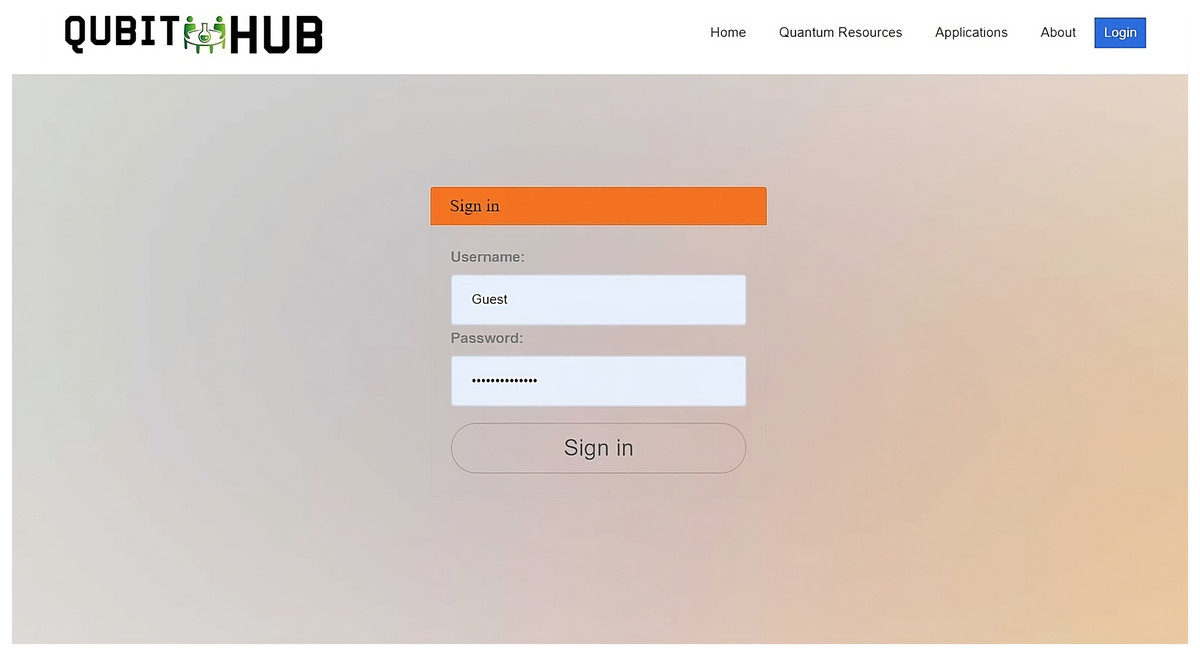 QUBIT HUB
Home Quantum Resources Applications About Login
Sign in
Username:
Guest
Password:
••••••••••••••
Sign in